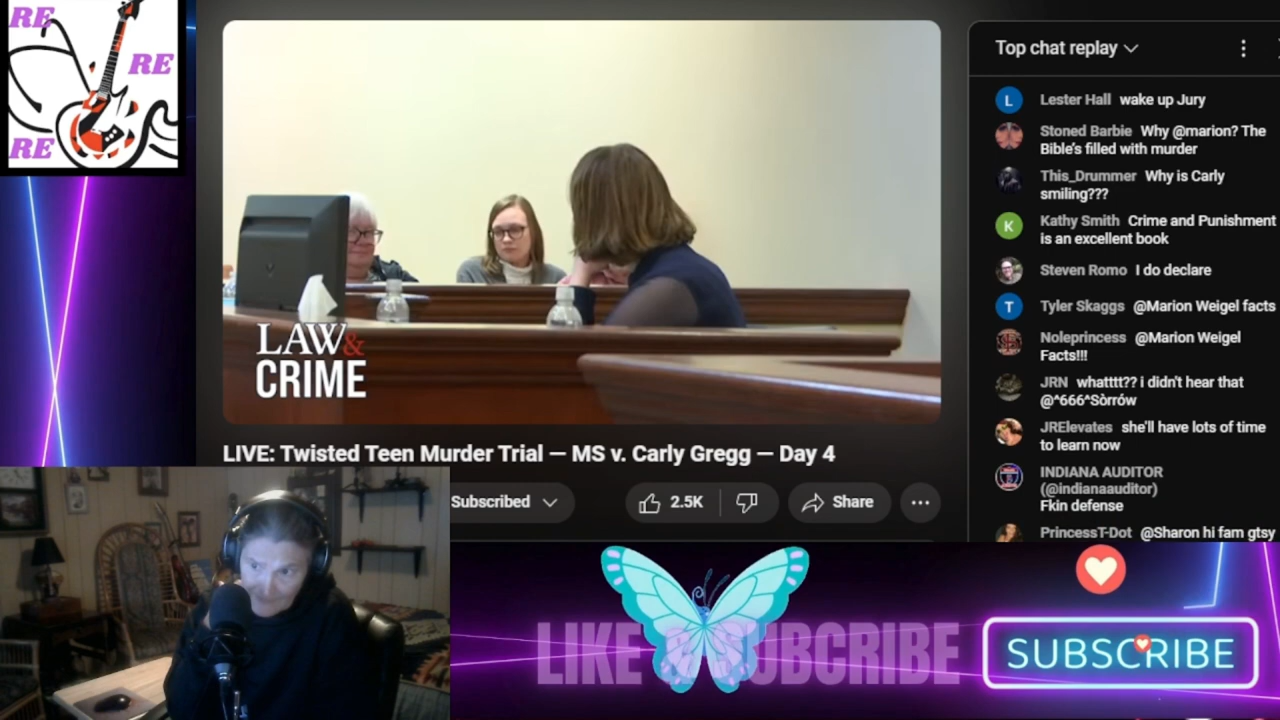 RE
RE
RE
LAW&
CRIME
LIVE: Twisted Teen Murder Trial — MS v. Carly Gregg — Day 4
Subscribed
2.5K
Share
Top chat replay
Lester Hall wake up Jury
Stoned Barbie Why @marion? The
Bible's filled with murder
This_Drummer Why is Carly
smiling???
Kathy Smith Crime and Punishment
is an excellent book
Steven Romo I do declare
Tyler Skaggs @Marion Weigel facts
Noleprincess @Marion Weigel
Facts!!!
JRN whatttt?? i didn't hear that
@^666^Sòrrów
JRElevates she'll have lots of time
to learn now
INDIANA AUDITOR
(@indianaauditor)
Fkin defense
PrincessT-Dot @Sharon hi fam gtsy
LIKE & SUBCRIBE
SUBSCRIBE